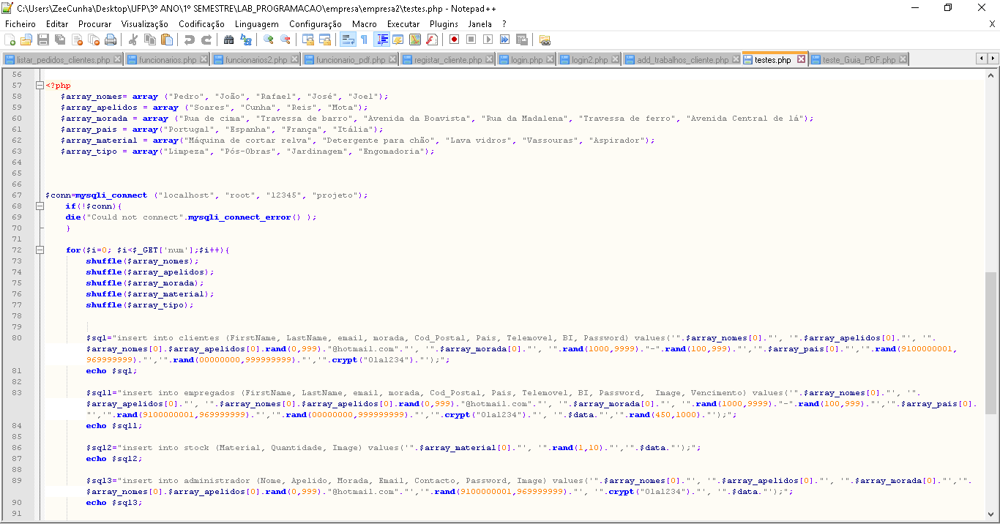 C:\Users\ZeeCunha\Desktop\UFP\3º ANO\1º SEMESTRE\LAB_PROGRAMACAO\empresa\empresa2\testes.php - Notepad++
Ficheiro Editar Procurar Visualização Codificação Linguagem Configuração Macro Executar Plugins Janela ? X
listar_pedidos_clientes.php funcionarios.php funcionarios2.php funcionario_pdf.php registar_cliente.php login.php login2.php add_trabalhos_cliente.php testes.php teste_Guia_PDF.php
56
57 <?php
58 $array_nomes= array ("Pedro", "João", "Rafael", "José", "Joel");
59 $array_apelidos = array ("Soares", "Cunha", "Reis", "Mota");
60 $array_morada = array ("Rua de cima", "Travessa de barro", "Avenida da Boavista", "Rua da Madalena", "Travessa de ferro", "Avenida Central de lá");
61 $array_pais = array("Portugal", "Espanha", "França", "Itália");
62 $array_material = array("Máquina de cortar relva", "Detergente para chão", "Lava vidros", "Vassouras", "Aspirador");
63 $array_tipo = array("Limpeza", "Pós-Obras", "Jardinagem", "Engomadoria");
64
65
66
67 $conn=mysqli_connect ("localhost", "root", "12345", "projeto");
68 if(!$conn){
69 die("Could not connect".mysqli_connect_error() );
70 }
71
72 for($i=0; $i<$_GET['num'];$i++){
73 shuffle($array_nomes);
74 shuffle($array_apelidos);
75 shuffle($array_morada);
76 shuffle($array_material);
77 shuffle($array_tipo);
78
79
80 $sql="insert into clientes (FirstName, LastName, email, morada, Cod_Postal, Pais, Telemovel, BI, Password) values('".$array_nomes[0]."', '".$array_apelidos[0]."', '".
$array_nomes[0].$array_apelidos[0].rand(0,999)."@hotmail.com"."', '".$array_morada[0]."', '".rand(1000,9999)."-".rand(100,999)."','".$array_pais[0]."','".rand(9100000001,
969999999)."','".rand(00000000,999999999)."','".crypt("01a1234")."');";
81 echo $sql;
82
83 $sql1="insert into empregados (FirstName, LastName, email, morada, Cod_Postal, Pais, Telemovel, BI, Password,  Image, Vencimento) values('".$array_nomes[0]."', '".
$array_apelidos[0]."', '".$array_nomes[0].$array_apelidos[0].rand(0,999)."@hotmail.com"."', '".$array_morada[0]."', '".rand(1000,9999)."-".rand(100,999)."','".$array_pais[0].
"','".rand(9100000001,969999999)."','".rand(00000000,999999999)."','".crypt("01a1234")."', '".$data."','".rand(450,1000)."');";
84 echo $sql1;
85
86 $sql2="insert into stock (Material, Quantidade, Image) values('".$array_material[0]."', '".rand(1,10)."','".$data."');";
87 echo $sql2;
88
89 $sql3="insert into administrador (Nome, Apelido, Morada, Email, Contacto, Password, Image) values('".$array_nomes[0]."', '".$array_apelidos[0]."', '".$array_morada[0]."','".
$array_nomes[0].$array_apelidos[0].rand(0,999)."@hotmail.com"."','".rand(9100000001,969999999)."', '".crypt("01a1234")."', '".$data."');";
90 echo $sql3;
91